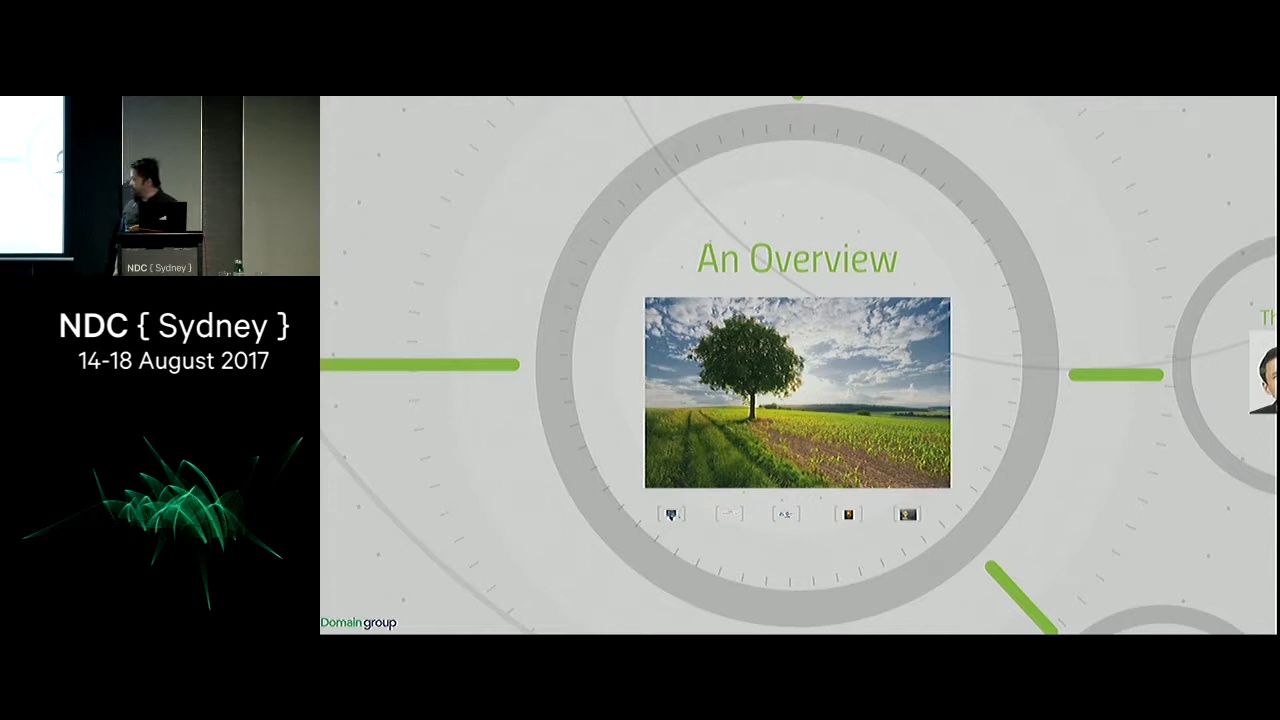 NDC { Sydney }
NDC { Sydney }
14-18 August 2017
An Overview
Domain group